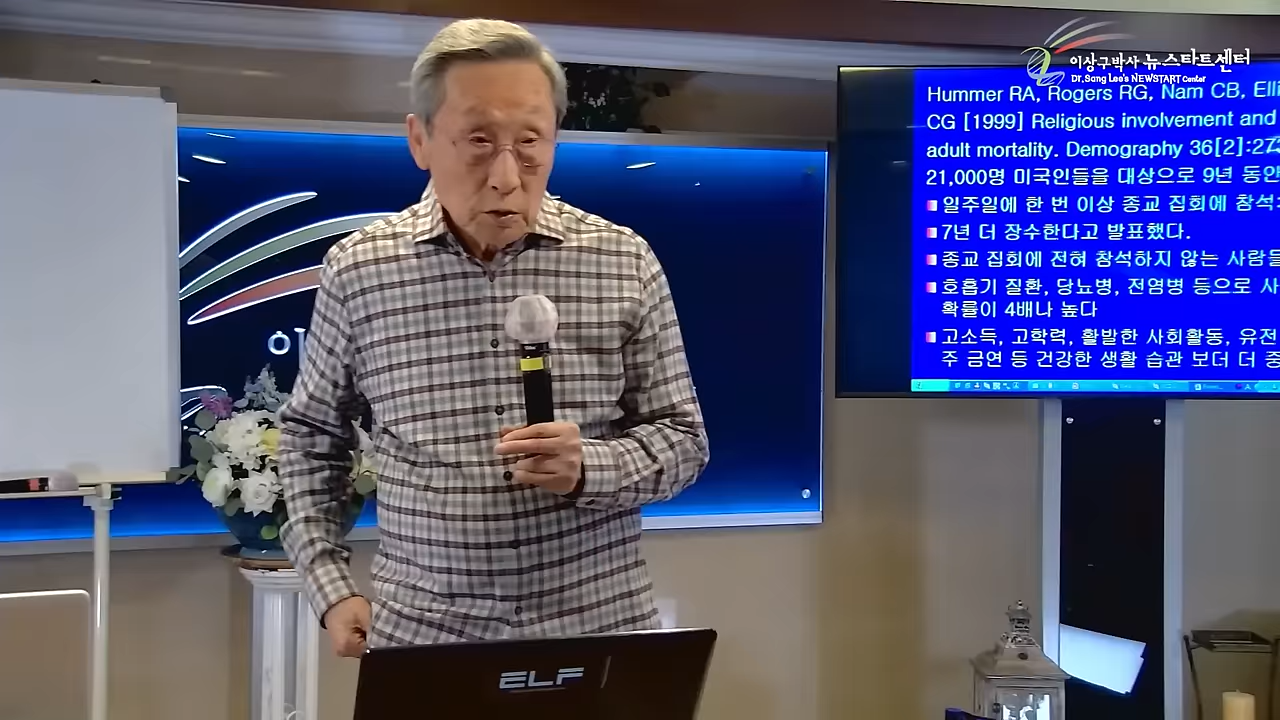 이상구박사 뉴스타트센터
Dr. Sang Lee's NEWSTART Center
Hummer RA, Rogers RG, Nam CB, Elli
CG [1999] Religious involvement and
adult mortality. Demography 36[2]:273
21,000명 미국인들을 대상으로 9년 동안
일주일에 한 번 이상 종교 집회에 참석
7년 더 장수한다고 발표했다.
종교 집회에 전혀 참석하지 않는 사람들
호흡기 질환, 당뇨병, 전염병 등으로 사
확률이 4배나 높다
고소득, 고학력, 활발한 사회활동, 유전
주 금연 등 건강한 생활 습관 보더 더 중
이
ELF